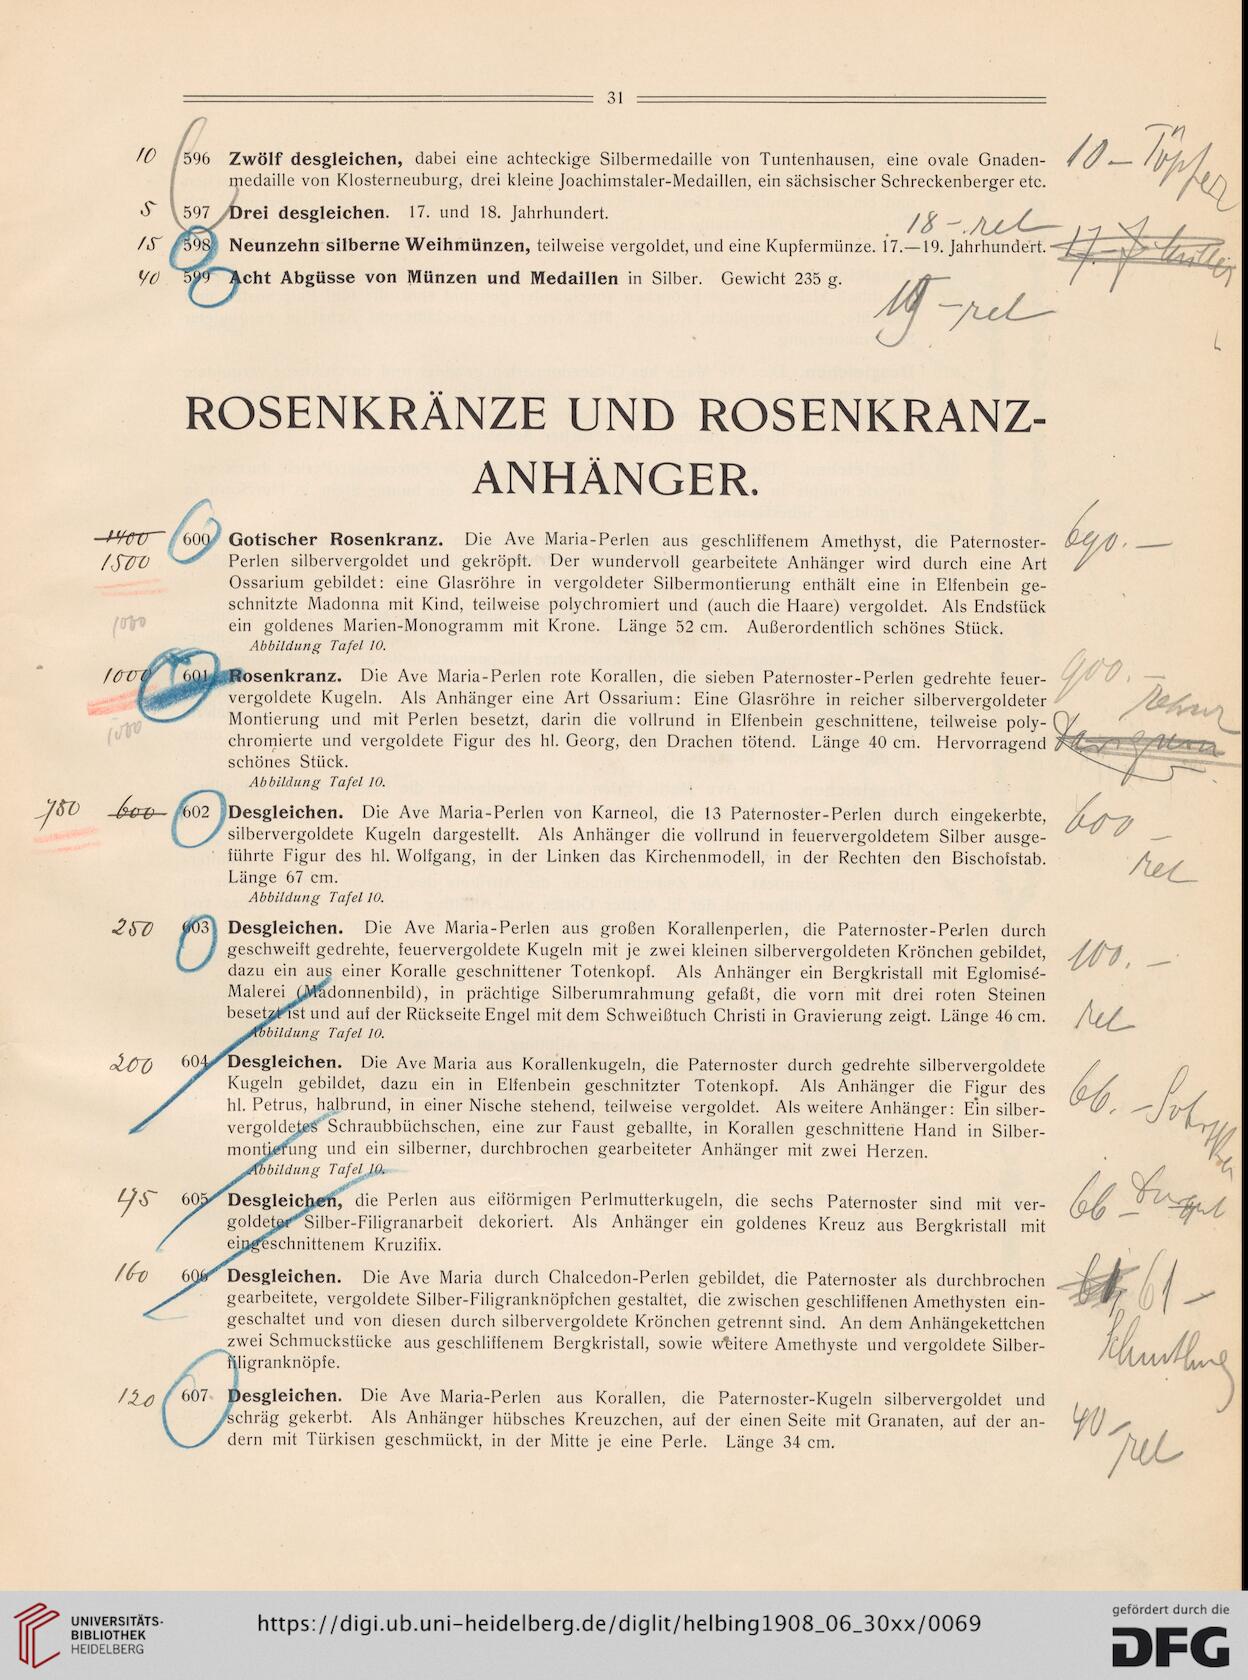 31
10 596 Zwölf desgleichen, dabei eine achteckige Silbermedaille von Tuntenhausen, eine ovale Gnaden- 10 – Töpfer
medaille von Klosterneuburg, drei kleine Joachimstaler-Medaillen, ein sächsischer Schreckenberger etc.
5 597 Drei desgleichen. 17. und 18. Jahrhundert.
18 – ret
15 598 Neunzehn silberne Weihmünzen, teilweise vergoldet, und eine Kupfermünze. 17.—19. Jahrhundert. 17. –
40 599 Acht Abgüsse von Münzen und Medaillen in Silber. Gewicht 235 g.
– ret
ROSENKRÄNZE UND ROSENKRANZ-
ANHÄNGER.
1400 600 Gotischer Rosenkranz. Die Ave Maria-Perlen aus geschliffenem Amethyst, die Paternoster- 690. —
1500 Perlen silbervergoldet und gekröpft. Der wundervoll gearbeitete Anhänger wird durch eine Art
Ossarium gebildet: eine Glasröhre in vergoldeter Silbermontierung enthält eine in Elfenbein ge-
schnitzte Madonna mit Kind, teilweise polychromiert und (auch die Haare) vergoldet. Als Endstück
1000 ein goldenes Marien-Monogramm mit Krone. Länge 52 cm. Außerordentlich schönes Stück.
Abbildung Tafel 10.
1000 601 Rosenkranz. Die Ave Maria-Perlen rote Korallen, die sieben Paternoster-Perlen gedrehte feuer- 900. –
vergoldete Kugeln. Als Anhänger eine Art Ossarium: Eine Glasröhre in reicher silbervergoldeter
1000 Montierung und mit Perlen besetzt, darin die vollrund in Elfenbein geschnittene, teilweise poly-
chromierte und vergoldete Figur des hl. Georg, den Drachen tötend. Länge 40 cm. Hervorragend
schönes Stück.
Abbildung Tafel 10.
750 600 602 Desgleichen. Die Ave Maria-Perlen von Karneol, die 13 Paternoster-Perlen durch eingekerbte, 600 –
silbervergoldete Kugeln dargestellt. Als Anhänger die vollrund in feuervergoldetem Silber ausge-
führte Figur des hl. Wolfgang, in der Linken das Kirchenmodell, in der Rechten den Bischofstab. ret
Länge 67 cm.
Abbildung Tafel 10.
250 603 Desgleichen. Die Ave Maria-Perlen aus großen Korallenperlen, die Paternoster-Perlen durch
geschweift gedrehte, feuervergoldete Kugeln mit je zwei kleinen silbervergoldeten Krönchen gebildet, 100. –
dazu ein aus einer Koralle geschnittener Totenkopf. Als Anhänger ein Bergkristall mit Eglomisé-
Malerei (Madonnenbild), in prächtige Silberumrahmung gefaßt, die vorn mit drei roten Steinen
besetzt ist und auf der Rückseite Engel mit dem Schweißtuch Christi in Gravierung zeigt. Länge 46 cm. ret
Abbildung Tafel 10.
200 604 Desgleichen. Die Ave Maria aus Korallenkugeln, die Paternoster durch gedrehte silbervergoldete
Kugeln gebildet, dazu ein in Elfenbein geschnitzter Totenkopf. Als Anhänger die Figur des 66. –
hl. Petrus, halbrund, in einer Nische stehend, teilweise vergoldet. Als weitere Anhänger: Ein silber-
vergoldetes Schraubbüchschen, eine zur Faust geballte, in Korallen geschnittene Hand in Silber-
montierung und ein silberner, durchbrochen gearbeiteter Anhänger mit zwei Herzen.
Abbildung Tafel 10.
175 605 Desgleichen, die Perlen aus eiförmigen Perlmutterkugeln, die sechs Paternoster sind mit ver- 66 –
goldeter Silber-Filigranarbeit dekoriert. Als Anhänger ein goldenes Kreuz aus Bergkristall mit
eingeschnittenem Kruzifix.
160 606 Desgleichen. Die Ave Maria durch Chalcedon-Perlen gebildet, die Paternoster als durchbrochen 61 –
gearbeitete, vergoldete Silber-Filigranknöpfchen gestaltet, die zwischen geschliffenen Amethysten ein-
geschaltet und von diesen durch silbervergoldete Krönchen getrennt sind. An dem Anhängekettchen
zwei Schmuckstücke aus geschliffenem Bergkristall, sowie weitere Amethyste und vergoldete Silber-
filigranknöpfe.
120 607 Desgleichen. Die Ave Maria-Perlen aus Korallen, die Paternoster-Kugeln silbervergoldet und
schräg gekerbt. Als Anhänger hübsches Kreuzchen, auf der einen Seite mit Granaten, auf der an- 40 –
dern mit Türkisen geschmückt, in der Mitte je eine Perle. Länge 34 cm. ret
UNIVERSITÄTS-
BIBLIOTHEK
HEIDELBERG
https://digi.ub.uni-heidelberg.de/diglit/helbing1908_06_30xx/0069
gefördert durch die
DFG